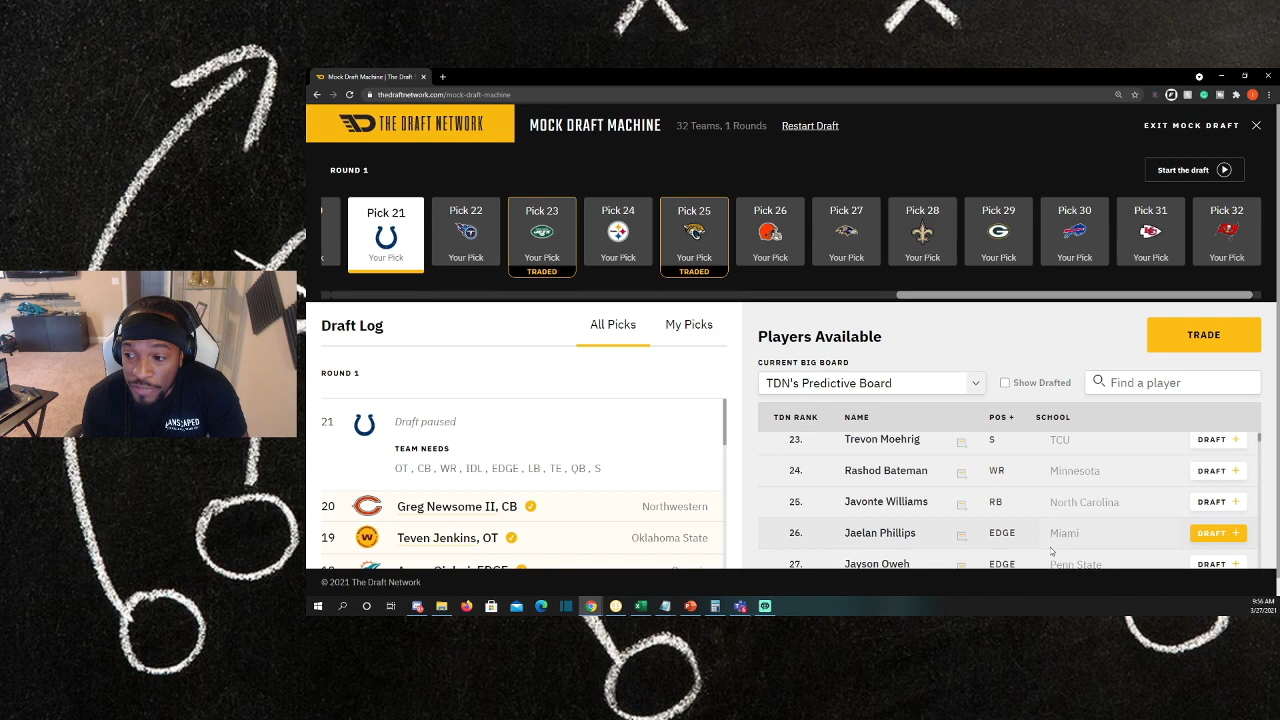 Mock Draft Machine | The Draft
thedraftnetwork.com/mock-draft-machine
THE DRAFT NETWORK
MOCK DRAFT MACHINE
32 Teams, 1 Rounds
Restart Draft
EXIT MOCK DRAFT
ROUND 1
Start the draft
Pick 21
Pick 22
Pick 23
Pick 24
Pick 25
Pick 26
Pick 27
Pick 28
Pick 29
Pick 30
Pick 31
Pick 32
Your Pick
Your Pick
Your Pick
Your Pick
Your Pick
Your Pick
Your Pick
Your Pick
Your Pick
Your Pick
Your Pick
Your Pick
TRADED
TRADED
Draft Log
All Picks
My Picks
ROUND 1
21
Draft paused
TEAM NEEDS
OT , CB , WR , IDL , EDGE , LB , TE , QB , S
20 Greg Newsome II, CB Northwestern
19 Teven Jenkins, OT Oklahoma State
Players Available
TRADE
CURRENT BIG BOARD
TDN's Predictive Board
Show Drafted
Find a player
TDN RANK NAME POS + SCHOOL
23. Trevon Moehrig S TCU DRAFT +
24. Rashod Bateman WR Minnesota DRAFT +
25. Javonte Williams RB North Carolina DRAFT +
26. Jaelan Phillips EDGE Miami DRAFT +
27. Jayson Oweh EDGE Penn State DRAFT +
© 2021 The Draft Network
9:56 AM
3/27/2021
MANSCAPED